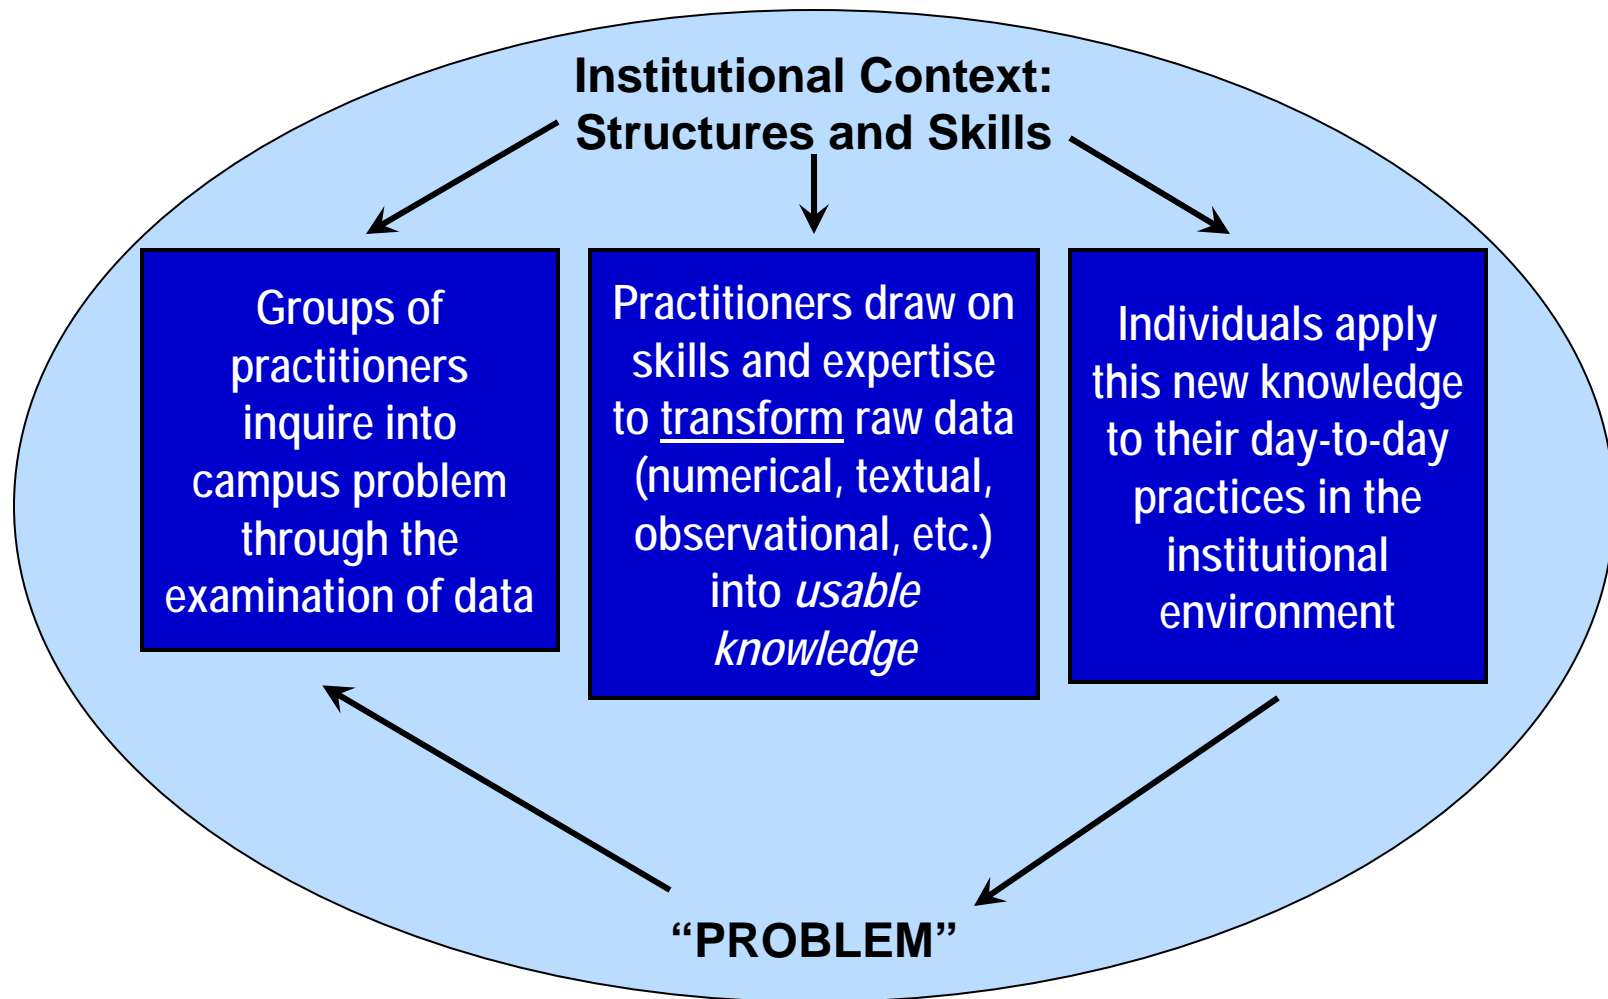 Institutional Context:
Structures and Skills
Groups of
practitioners
inquire into
campus problem
through the
examination of data
Practitioners draw on
skills and expertise
to transform raw data
(numerical, textual,
observational, etc.)
into usable
knowledge
Individuals apply
this new knowledge
to their day-to-day
practices in the
institutional
environment
“PROBLEM”